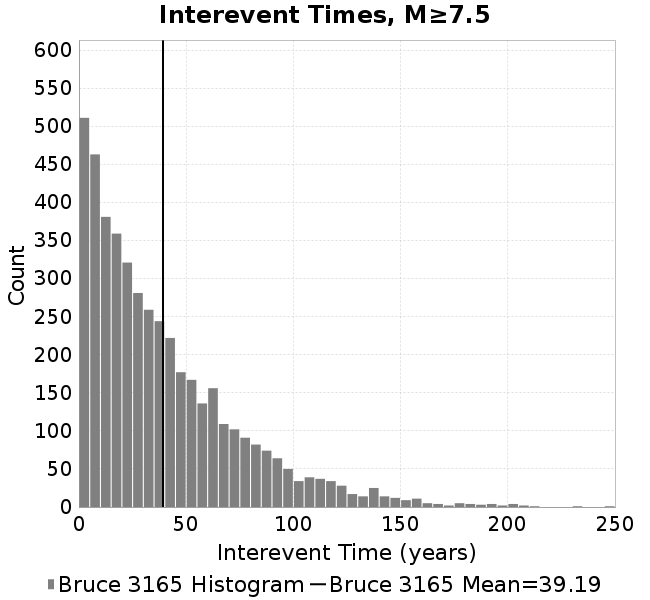 Interevent Times, M≥7.5
600
550
500
450
400
350
300
250
200
150
100
50
0
Count
0 50 100 150 200 250
Interevent Time (years)
Bruce 3165 Histogram Bruce 3165 Mean=39.19